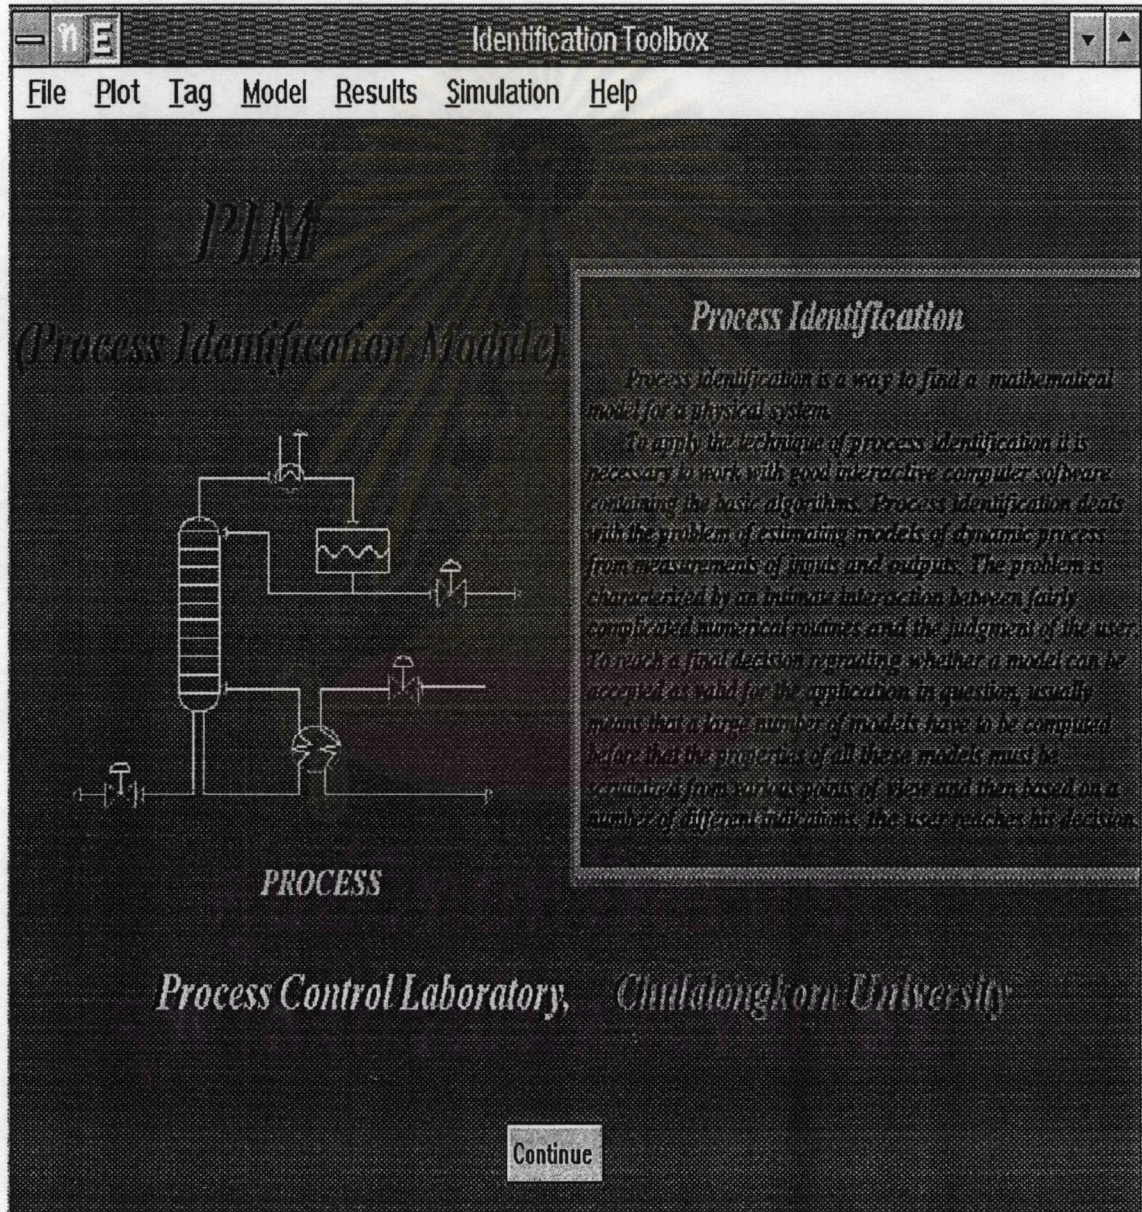 ก E Identification Toolbox
File Plot Tag Model Results Simulation Help
PIM
(Process Identification Module)
Process Identification
Process identification is a way to find a mathematical
model for a physical system.
To apply the technique of process identification it is
necessary to work with good interactive computer software
containing the basic algorithms. Process identification deals
with the problem of estimating models of dynamic process
from measurements of inputs and outputs. The problem is
characterized by an intimate interaction between fairly
complicated numerical routines and the judgment of the user
To reach a final decision regrading whether a model can be
accepted as valid for the application in question, usually
means that a large number of models have to be computed
before that the properties of all these models must be
scrutinized from various points of view and then based on a
number of different indications, the user reaches his decision.
PROCESS
Process Control Laboratory, Chulalongkorn University
Continue